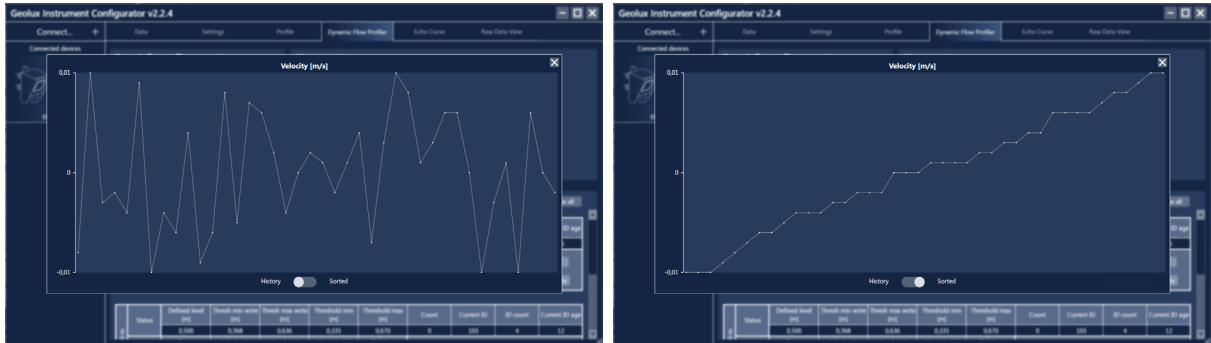 Geolux Instrument Configurator v2.2.4
Connect... +
Data Settings Profile Dynamic Flow Profiler Echo Curve Raw Data View
Connected devices
Velocity [m/s]
0,01
0
-0,01
History Sorted
ID age
Status Defined level [m] Thresh min write [m] Thresh max write [m] Threshold min [m] Threshold max [m] Count Current ID ID count Current ID age
0,500 0,368 0,636 0,335 0,670 0 103 4 12
Geolux Instrument Configurator v2.2.4
Connect... +
Data Settings Profile Dynamic Flow Profiler Echo Curve Raw Data View
Connected devices
Velocity [m/s]
0,01
0
-0,01
History Sorted
ID age
Status Defined level [m] Thresh min write [m] Thresh max write [m] Threshold min [m] Threshold max [m] Count Current ID ID count Current ID age
0,500 0,368 0,636 0,335 0,670 0 103 4 12